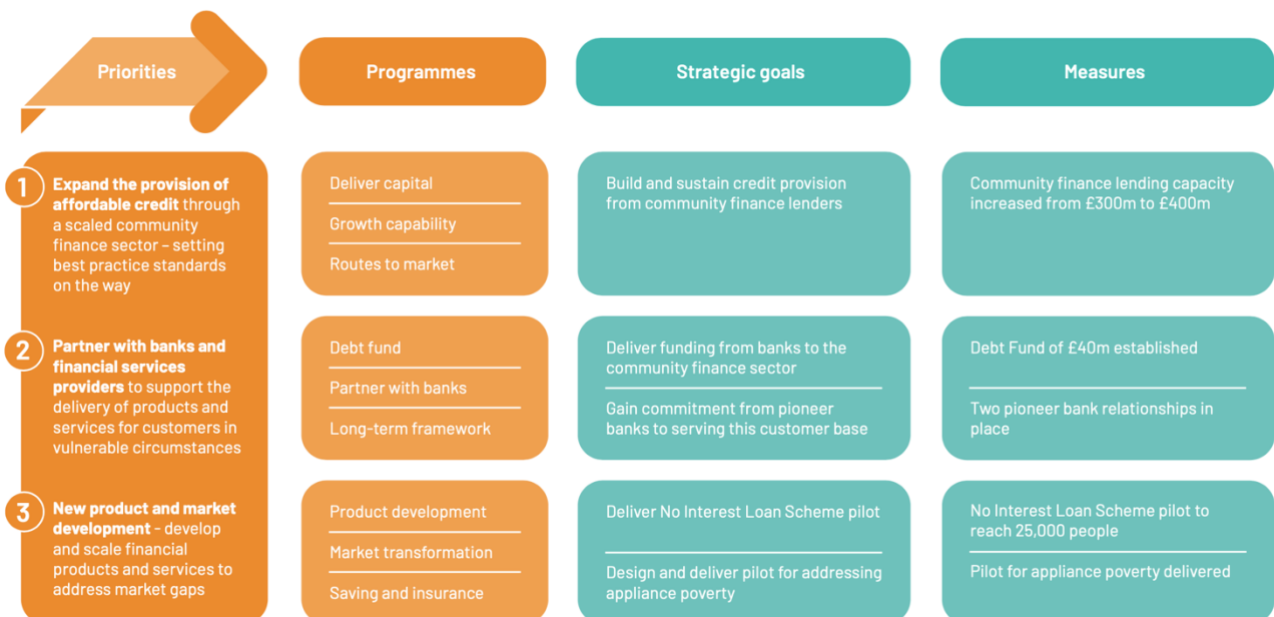 Priorities
Programmes
Strategic goals
Measures
1
Expand the provision of
affordable credit through
a scaled community
finance sector – setting
best practice standards
on the way
Deliver capital
Growth capability
Routes to market
Build and sustain credit provision
from community finance lenders
Community finance lending capacity
increased from £300m to £400m
2
Partner with banks and
financial services
providers to support the
delivery of products and
services for customers in
vulnerable circumstances
Debt fund
Partner with banks
Long-term framework
Deliver funding from banks to the
community finance sector
Gain commitment from pioneer
banks to serving this customer base
Debt Fund of £40m established
Two pioneer bank relationships in
place
3
New product and market
development - develop
and scale financial
products and services to
address market gaps
Product development
Market transformation
Saving and insurance
Deliver No Interest Loan Scheme pilot
Design and deliver pilot for addressing
appliance poverty
No Interest Loan Scheme pilot to
reach 25,000 people
Pilot for appliance poverty delivered